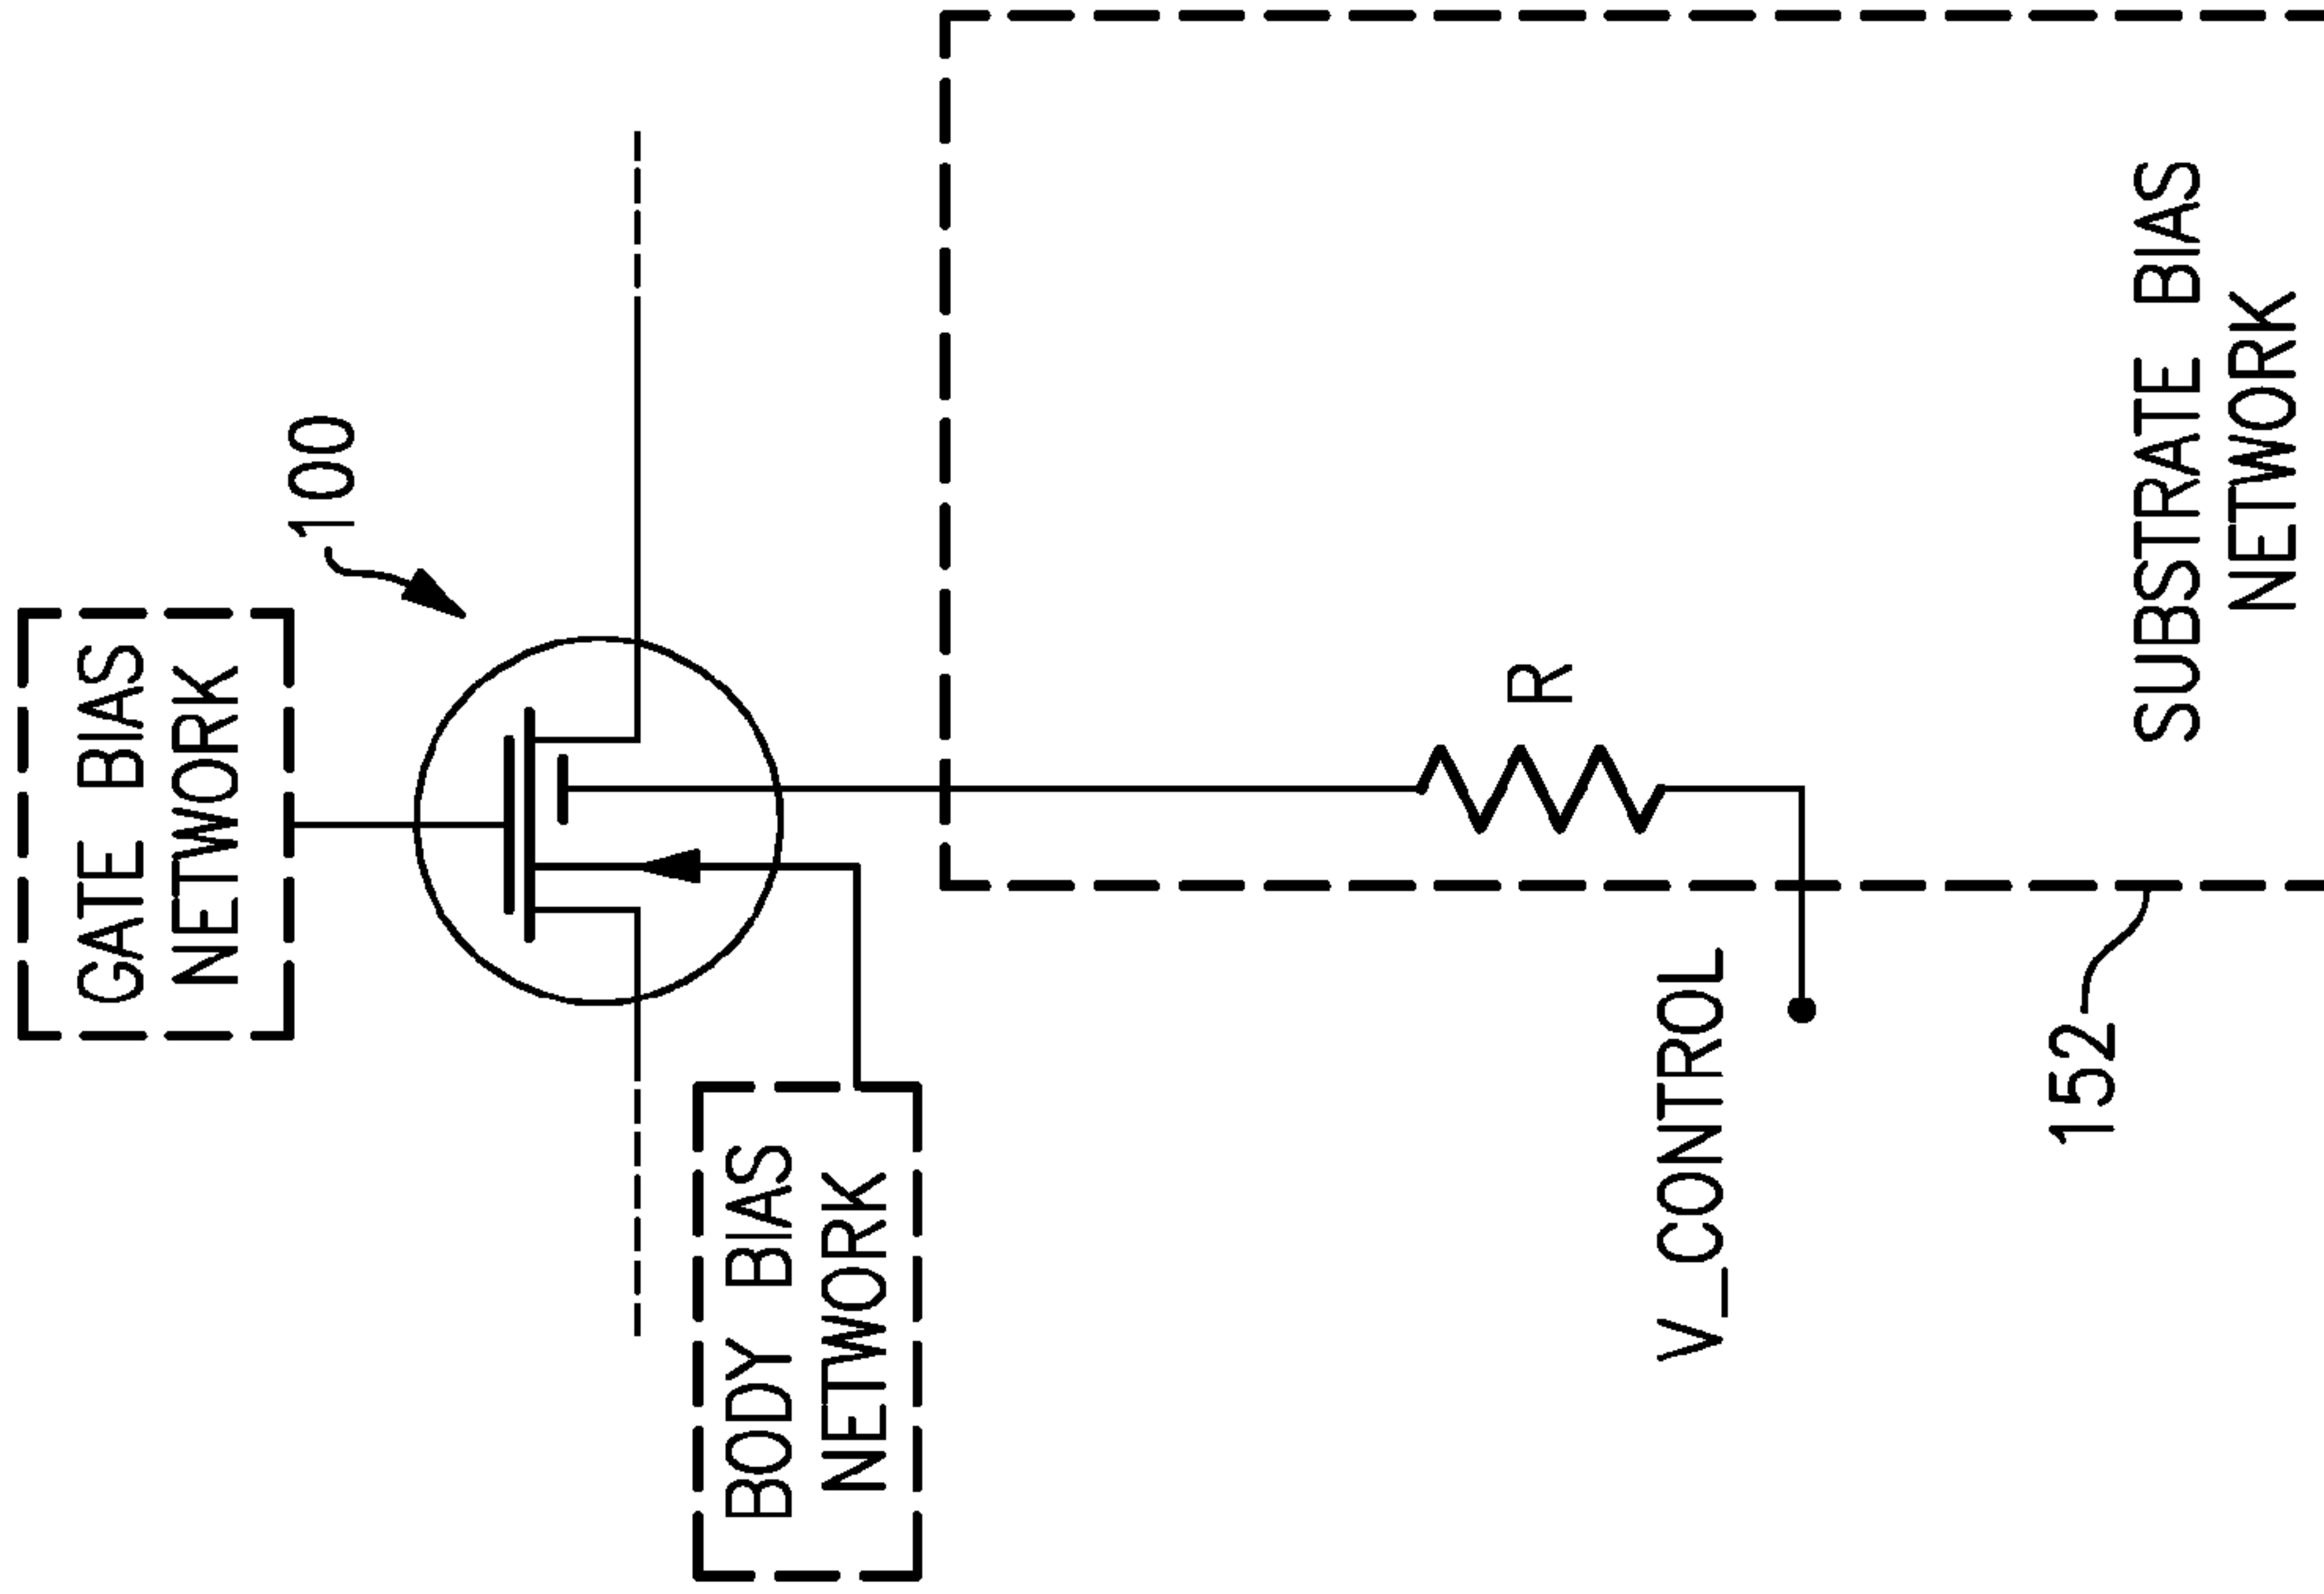 GATE BIAS
NETWORK
100
BODY BIAS
NETWORK
R
V_CONTROL
152
SUBSTRATE BIAS
NETWORK